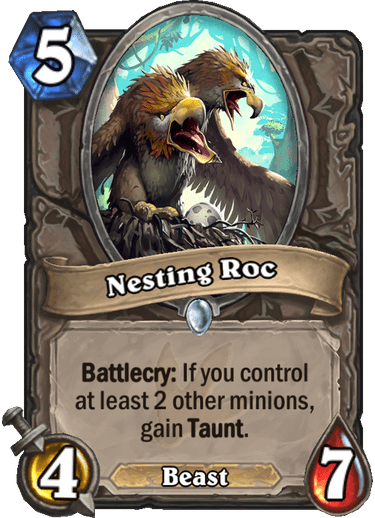 5
Nesting Roc
Battlecry: If you control
at least 2 other minions,
gain Taunt.
4
Beast
7